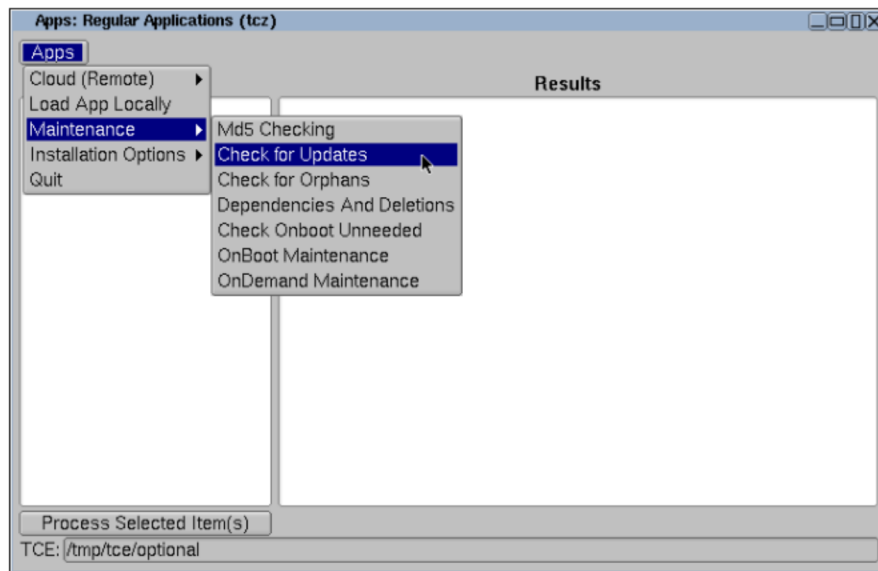 Apps: Regular Applications (tcz)
Apps
Cloud (Remote)
Load App Locally
Maintenance
Installation Options
Quit
Results
Md5 Checking
Check for Updates
Check for Orphans
Dependencies And Deletions
Check Onboot Unneeded
OnBoot Maintenance
OnDemand Maintenance
Process Selected Item(s)
TCE: /tmp/tce/optional